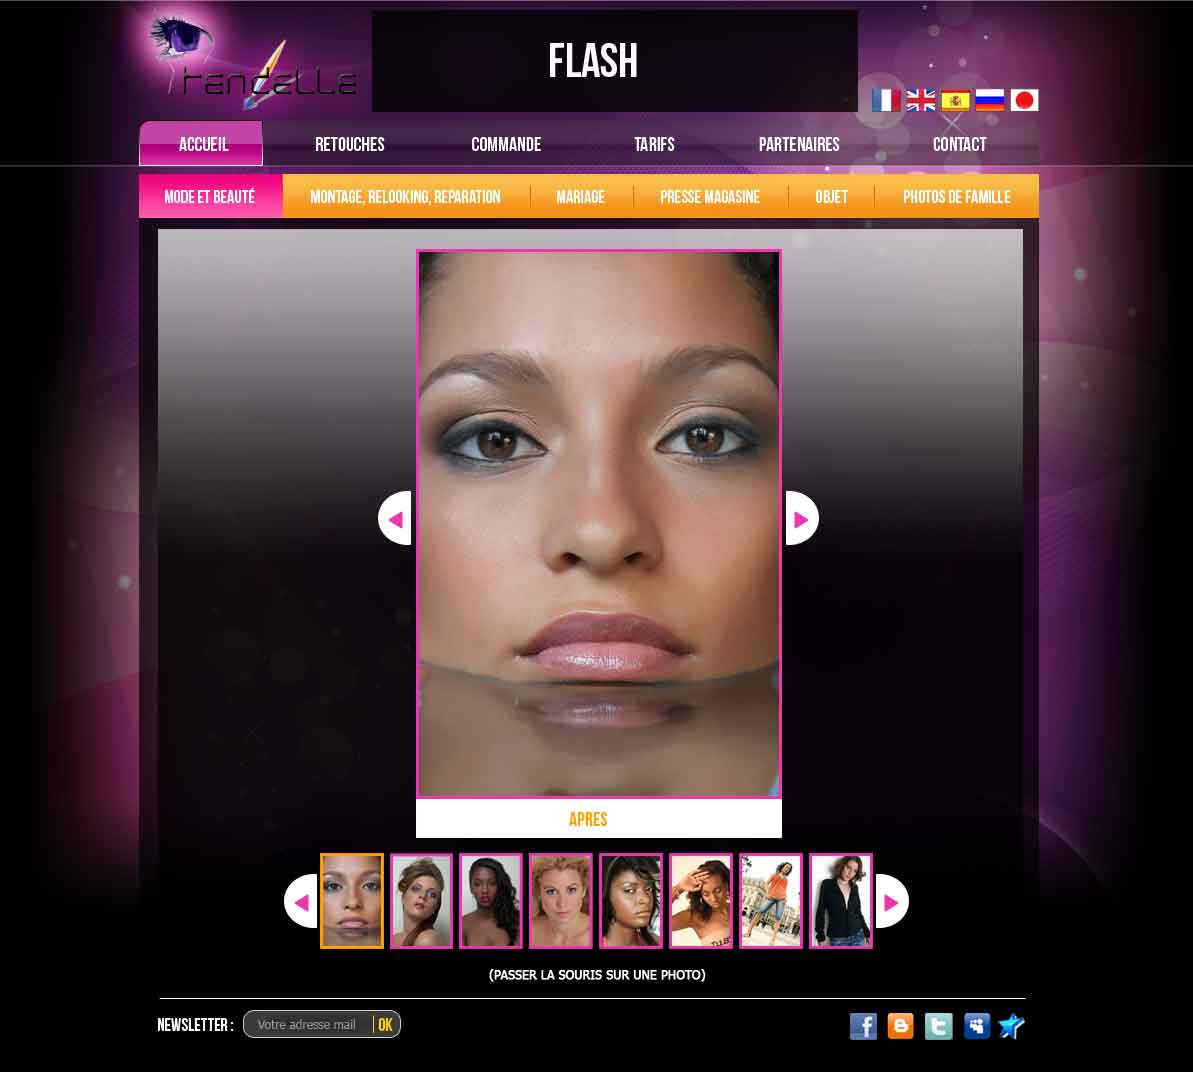 Kendelle
FLASH
ACCUEIL RETOUCHES COMMANDE TARIFS PARTENAIRES CONTACT
MODE ET BEAUTÉ MONTAGE, RELOOKING, REPARATION MARIAGE PRESSE MAGASINE OBJET PHOTOS DE FAMILLE
APRES
(PASSER LA SOURIS SUR UNE PHOTO)
NEWSLETTER : Votre adresse mail OK